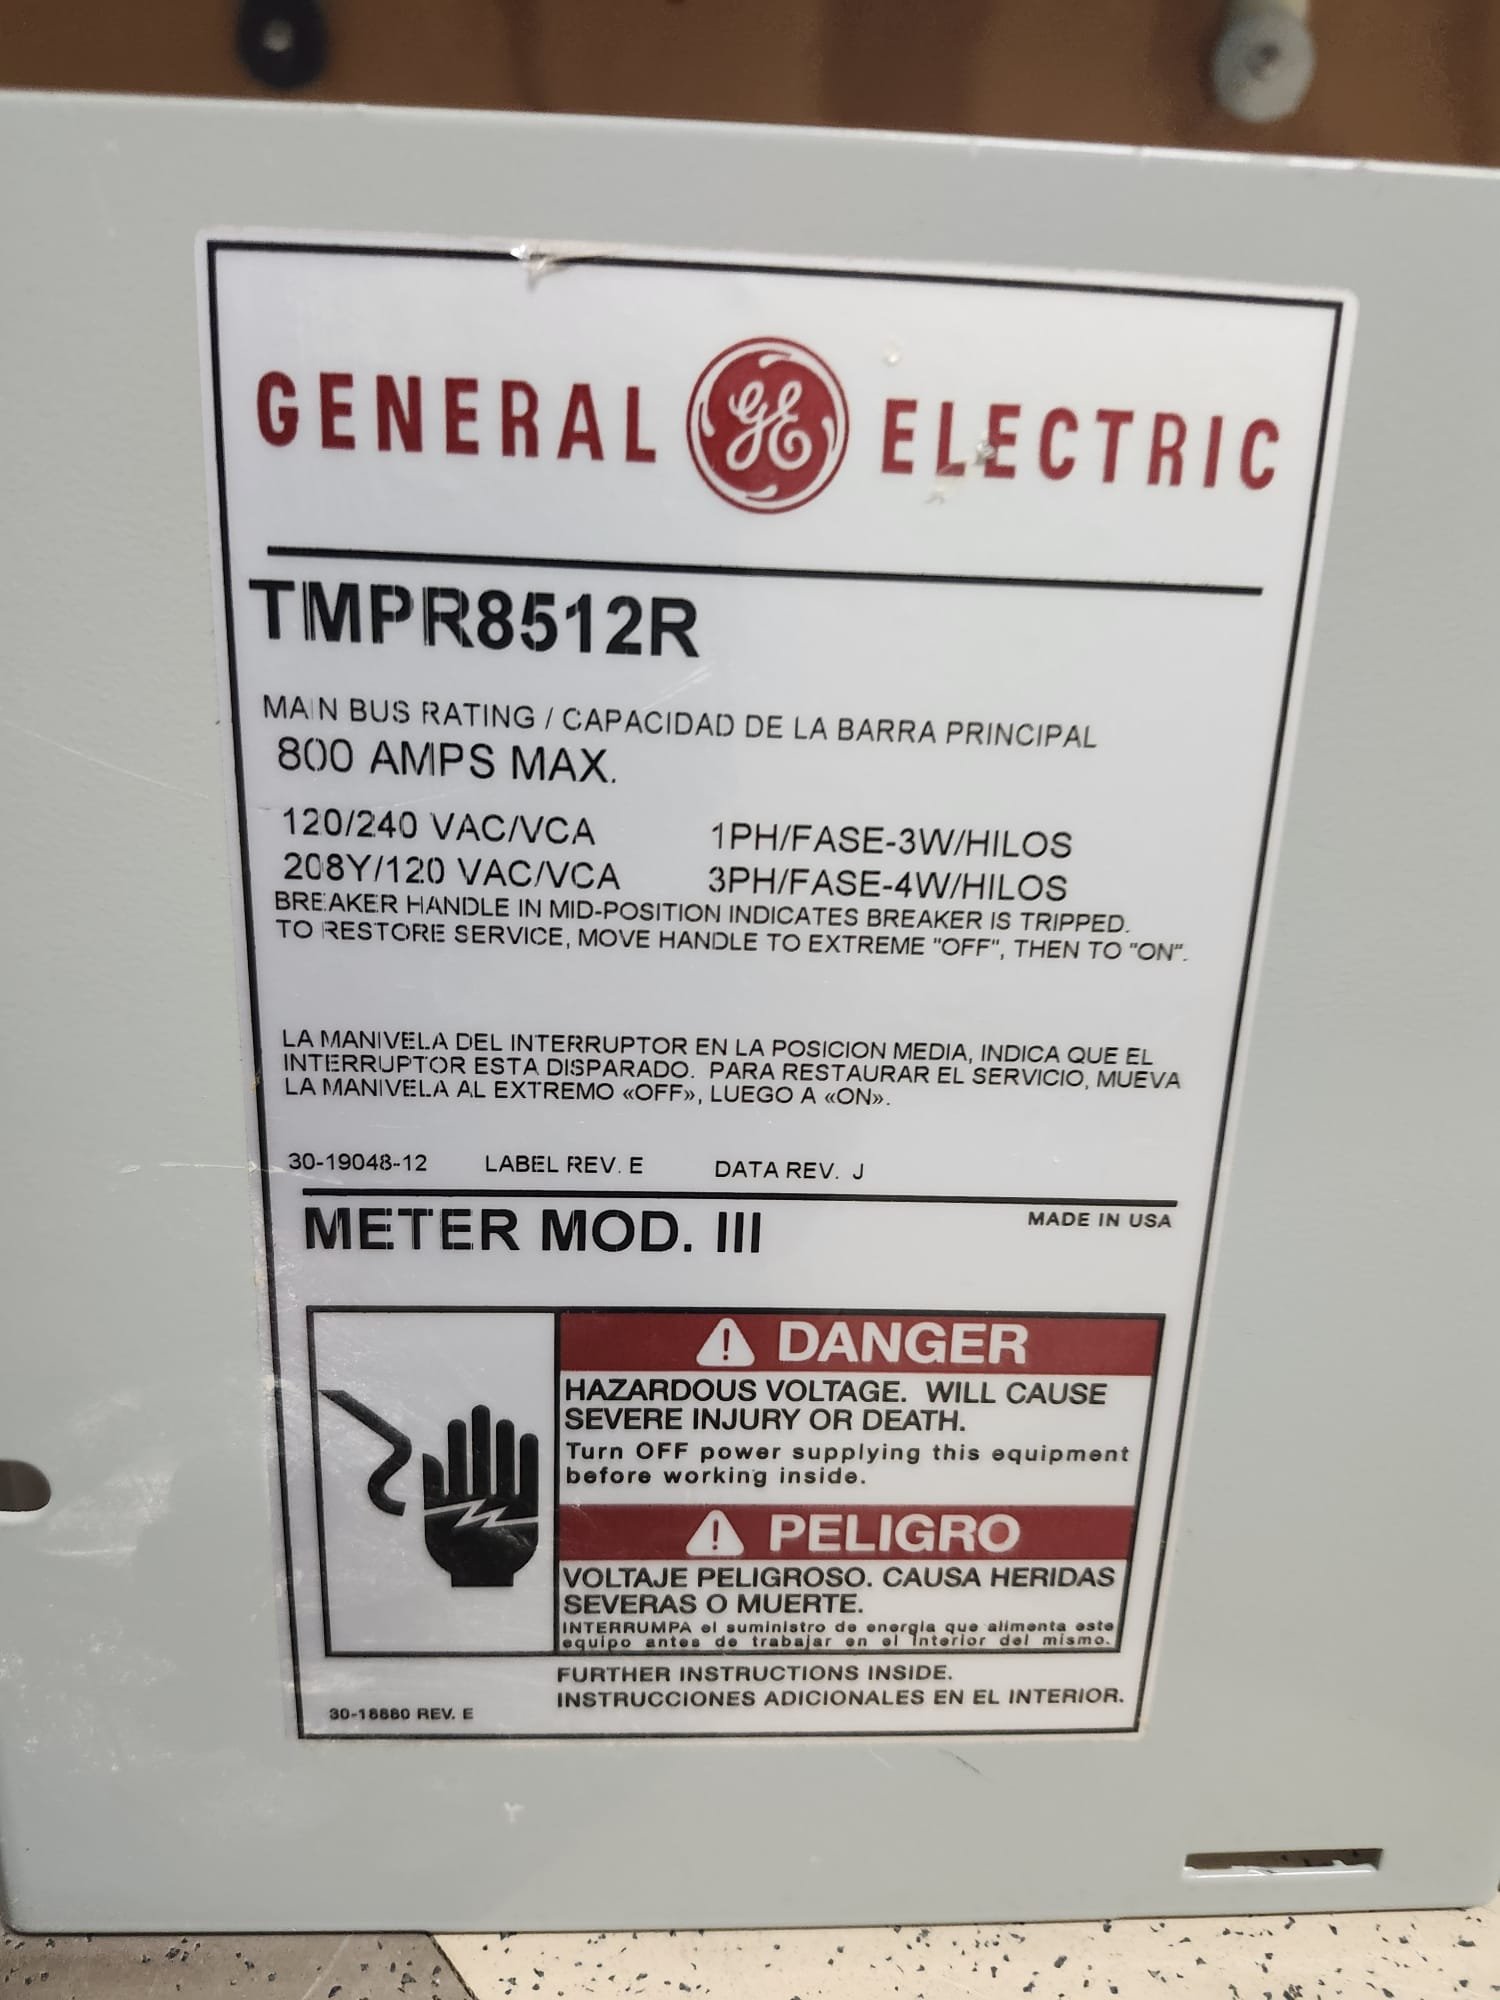 GENERAL GE ELECTRIC
TMPR8512R
MAIN BUS RATING / CAPACIDAD DE LA BARRA PRINCIPAL
800 AMPS MAX.
120/240 VAC/VCA 1PH/FASE-3W/HILOS
208Y/120 VAC/VCA 3PH/FASE-4W/HILOS
BREAKER HANDLE IN MID-POSITION INDICATES BREAKER IS TRIPPED.
TO RESTORE SERVICE, MOVE HANDLE TO EXTREME "OFF", THEN TO "ON".
LA MANIVELA DEL INTERRUPTOR EN LA POSICION MEDIA, INDICA QUE EL
INTERRUPTOR ESTA DISPARADO. PARA RESTAURAR EL SERVICIO, MUEVA
LA MANIVELA AL EXTREMO «OFF», LUEGO A «ON».
30-19048-12 LABEL REV. E DATA REV. J
METER MOD. III MADE IN USA
DANGER
HAZARDOUS VOLTAGE. WILL CAUSE
SEVERE INJURY OR DEATH.
Turn OFF power supplying this equipment
before working inside.
PELIGRO
VOLTAJE PELIGROSO. CAUSA HERIDAS
SEVERAS O MUERTE.
INTERRUMPA el suministro de energia que alimenta este
equipo antes de trabajar en el interior del mismo.
FURTHER INSTRUCTIONS INSIDE.
INSTRUCCIONES ADICIONALES EN EL INTERIOR.
30-18880 REV. E